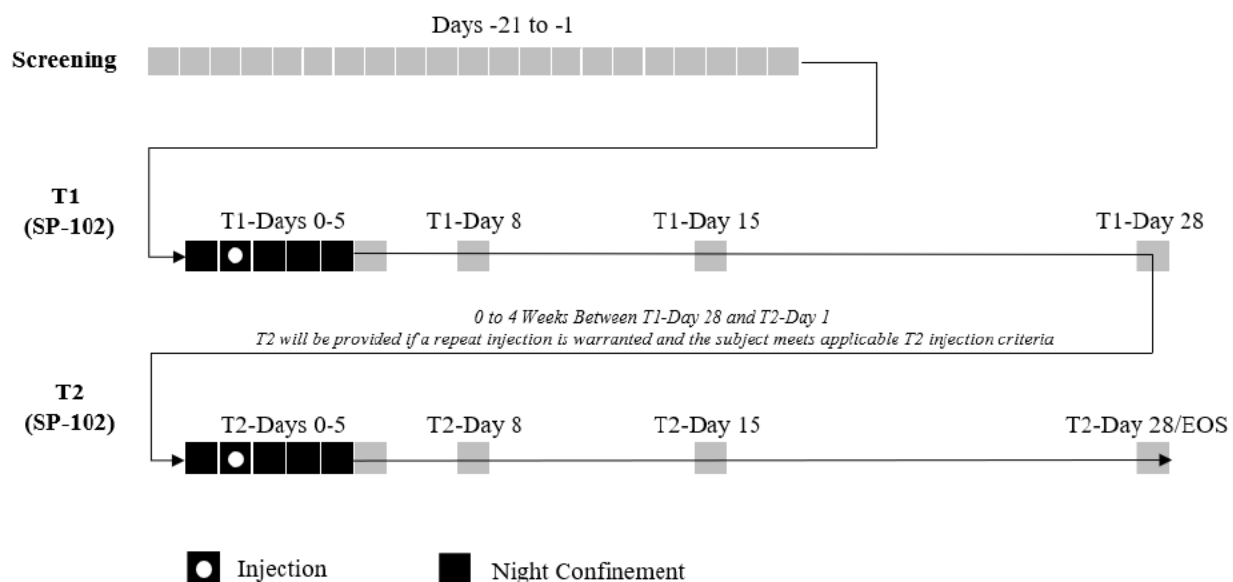 Days -21 to -1
Screening
T1
(SP-102)
T1-Days 0-5
T1-Day 8
T1-Day 15
T1-Day 28
0 to 4 Weeks Between T1-Day 28 and T2-Day 1
T2 will be provided if a repeat injection is warranted and the subject meets applicable T2 injection criteria
T2
(SP-102)
T2-Days 0-5
T2-Day 8
T2-Day 15
T2-Day 28/EOS
Injection
Night Confinement